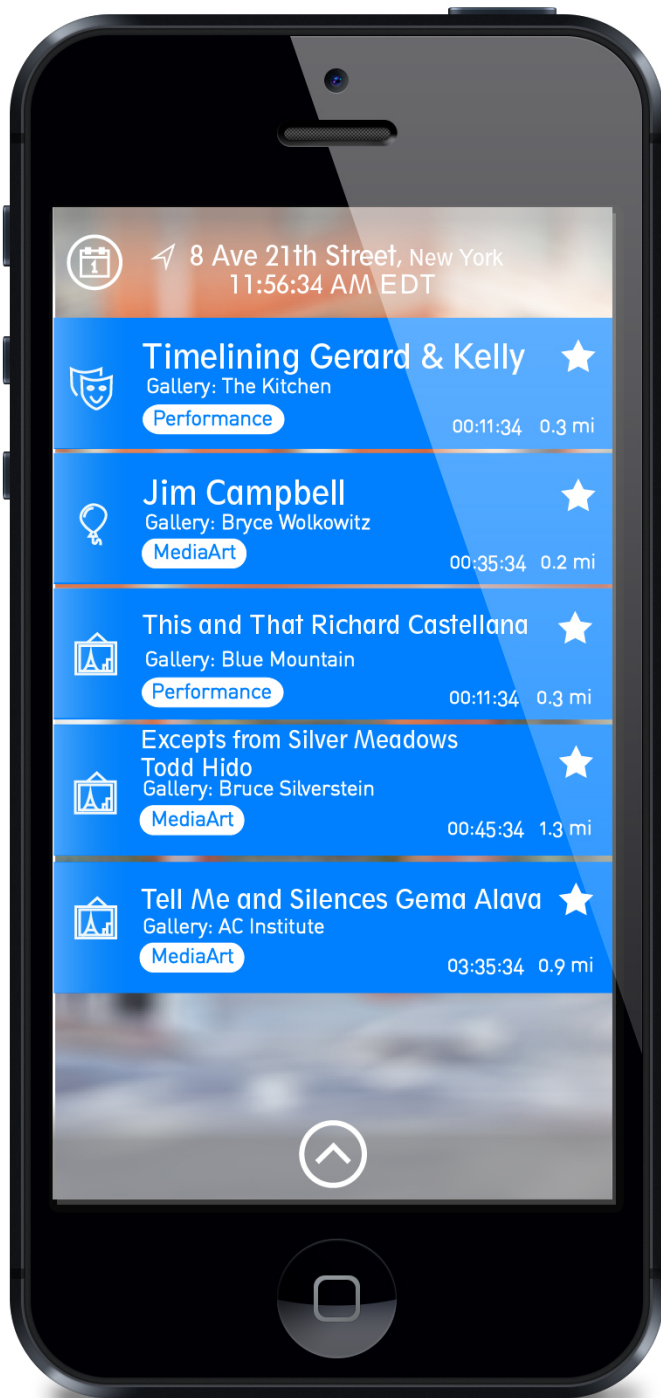 1
8 Ave 21th Street, New York
11:56:34 AM EDT
Timelining Gerard & Kelly
Gallery: The Kitchen
Performance
00:11:34 0.3 mi
Jim Campbell
Gallery: Bryce Wolkowitz
MediaArt
00:35:34 0.2 mi
This and That Richard Castellana
Gallery: Blue Mountain
Performance
00:11:34 0.3 mi
Excepts from Silver Meadows
Todd Hido
Gallery: Bruce Silverstein
MediaArt
00:45:34 1.3 mi
Tell Me and Silences Gema Alava
Gallery: AC Institute
MediaArt
03:35:34 0.9 mi